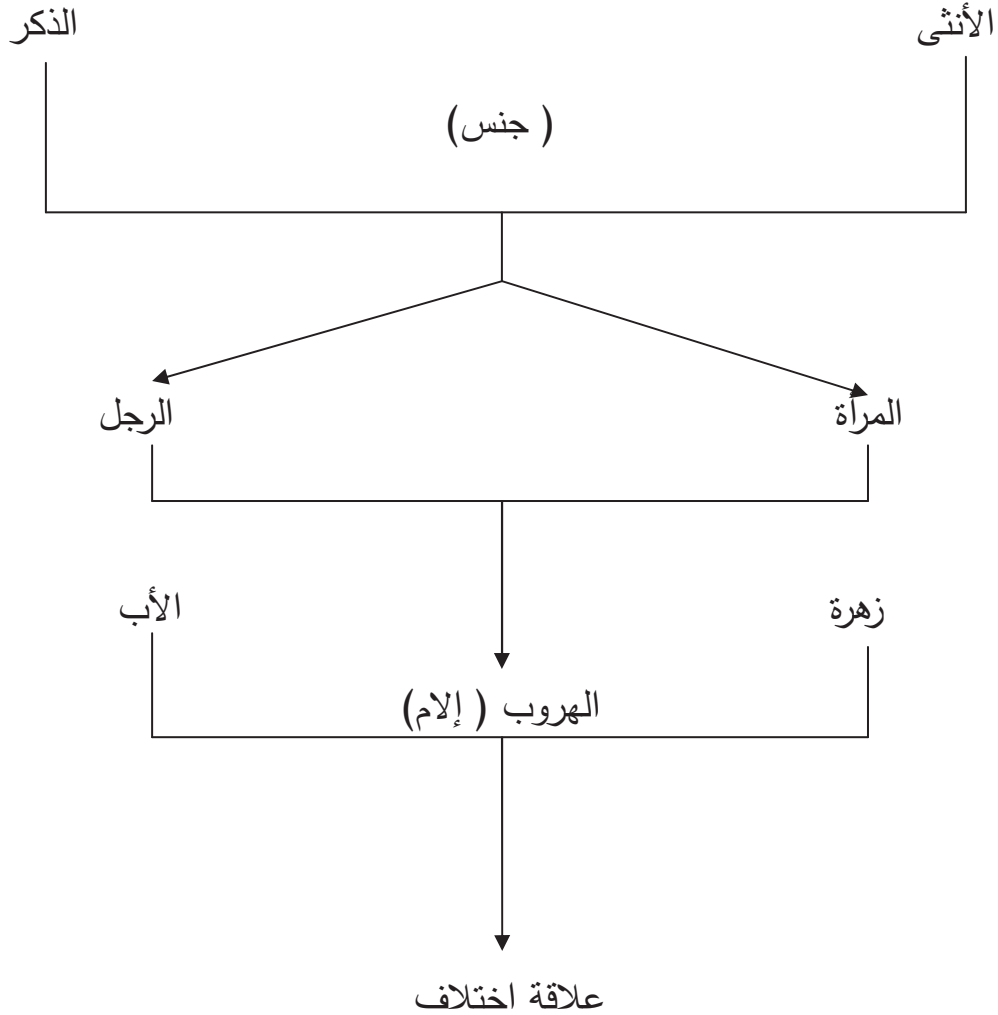 الأنثى الذكر
( جنس)
المرأة الرجل
زهرة الأب
الهروب ( إلام)
علاقة اختلاف